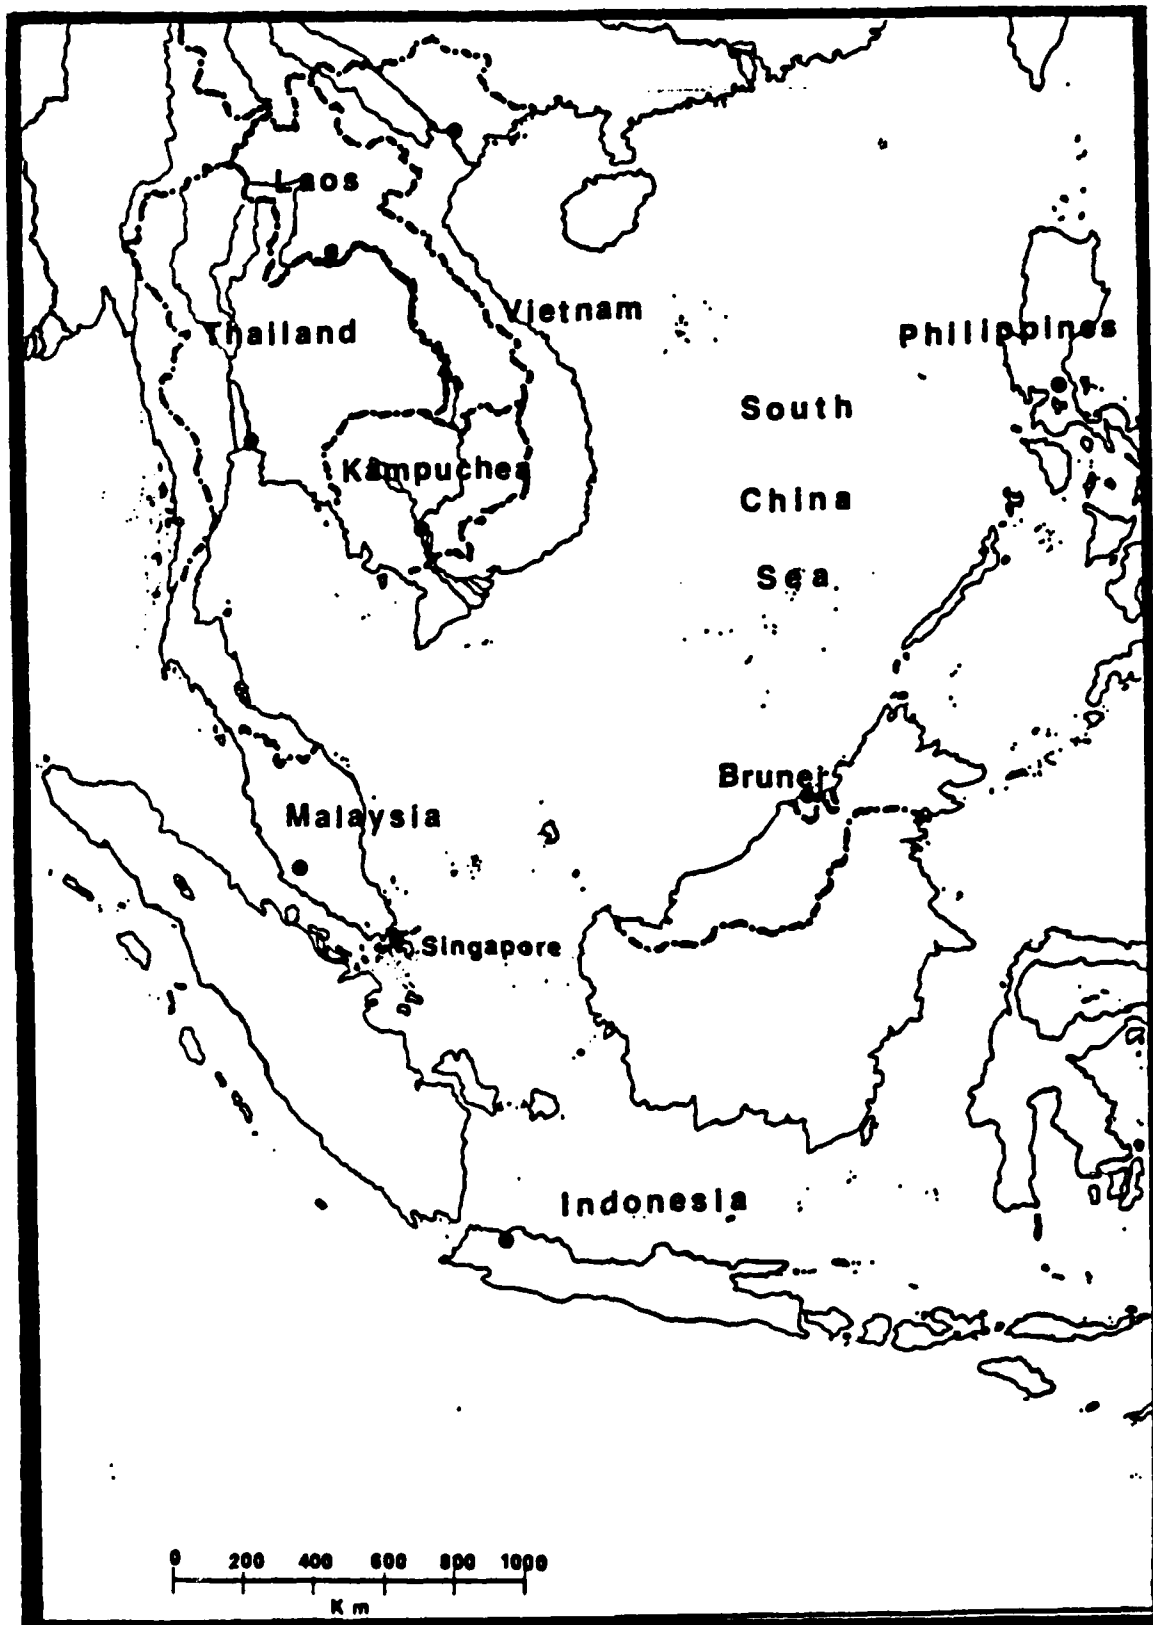 Laos
Vietnam
Thailand
Philippines
South
Kampuchea
China
Sea
Brunei
Malaysia
Singapore
Indonesia
0 200 400 600 800 1000
Km